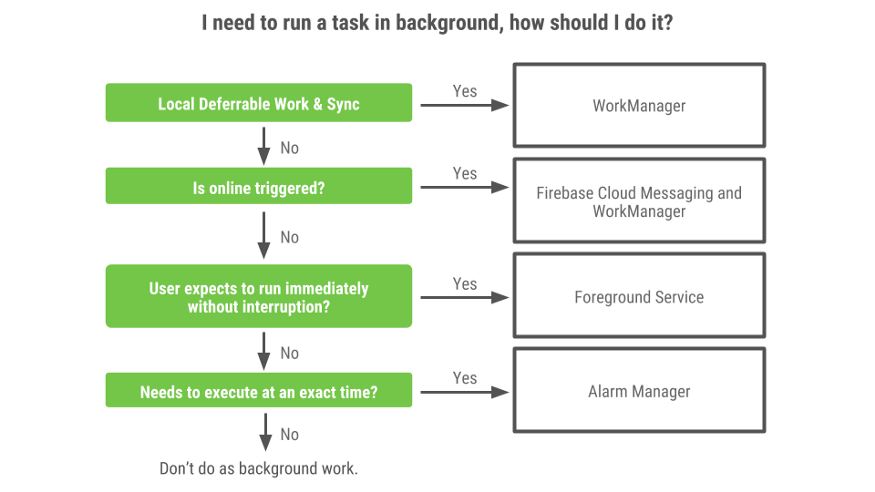 I need to run a task in background, how should I do it?
Local Deferrable Work & Sync
Yes
WorkManager
No
Is online triggered?
Yes
Firebase Cloud Messaging and
WorkManager
No
User expects to run immediately
without interruption?
Yes
Foreground Service
No
Needs to execute at an exact time?
Yes
Alarm Manager
No
Don’t do as background work.